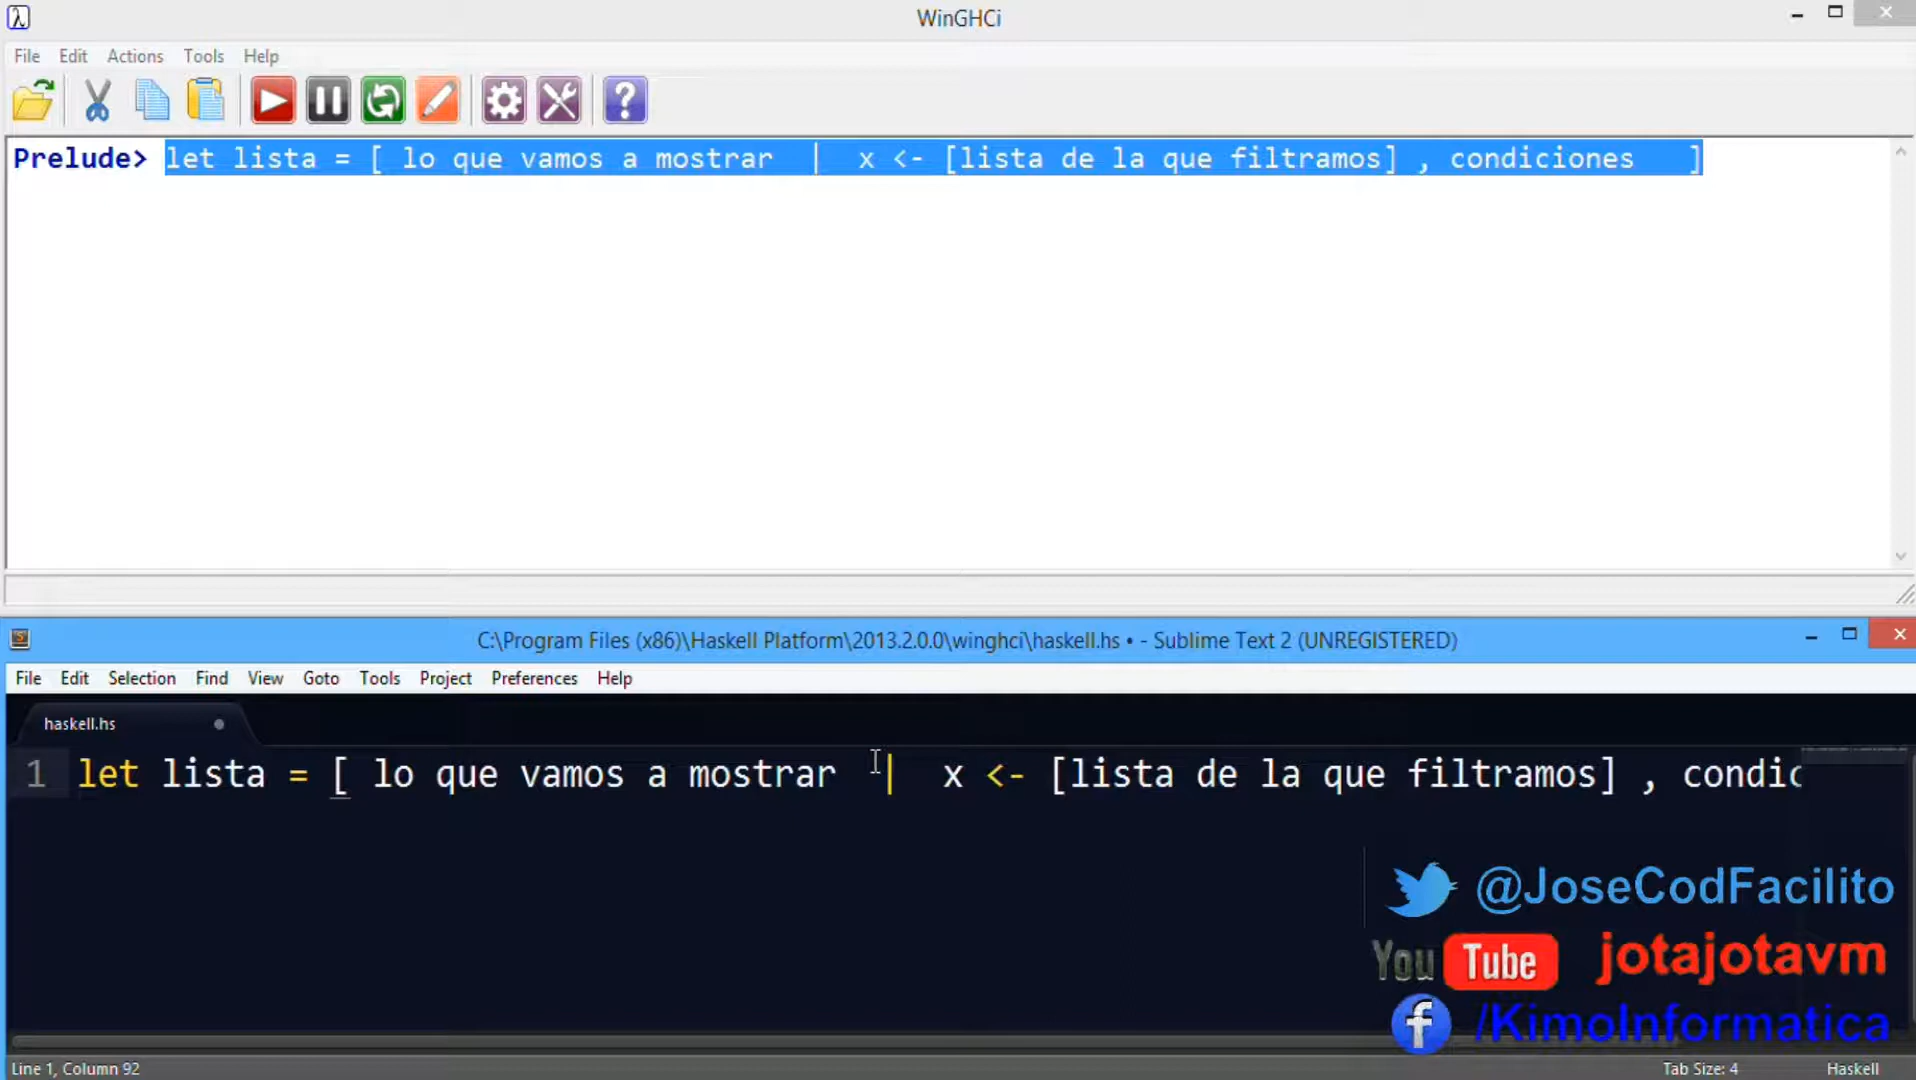 WinGHCi
File Edit Actions Tools Help
Prelude> let lista = [ lo que vamos a mostrar | x <- [lista de la que filtramos] , condiciones ]
C:\Program Files (x86)\Haskell Platform\2013.2.0.0\winghci\haskell.hs • - Sublime Text 2 (UNREGISTERED)
File Edit Selection Find View Goto Tools Project Preferences Help
haskell.hs
1 let lista = [ lo que vamos a mostrar | x <- [lista de la que filtramos] , condic
@JoseCodFacilito
You Tube jotajotavm
f /KimoInformatica
Line 1, Column 92 Tab Size: 4 Haskell